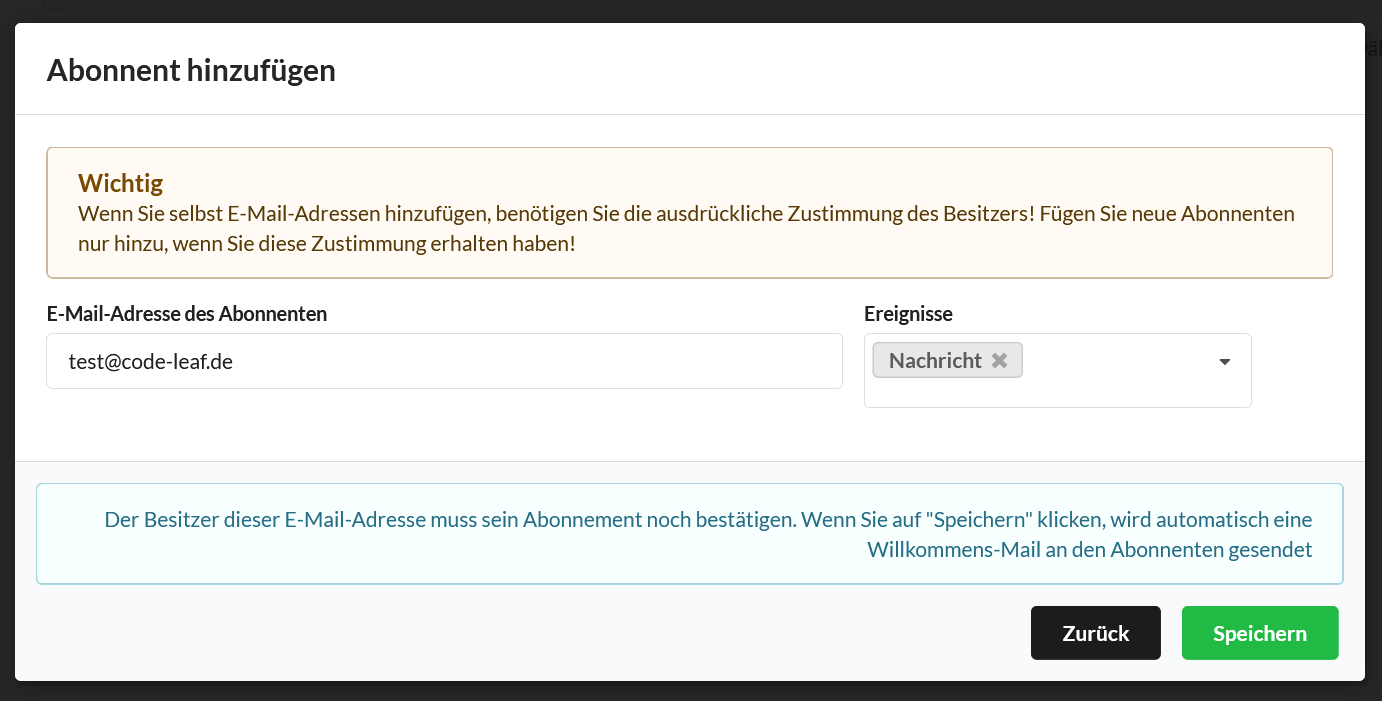 Abonnent hinzufügen
Wichtig
Wenn Sie selbst E-Mail-Adressen hinzufügen, benötigen Sie die ausdrückliche Zustimmung des Besitzers! Fügen Sie neue Abonnenten
nur hinzu, wenn Sie diese Zustimmung erhalten haben!
E-Mail-Adresse des Abonnenten
Ereignisse
test@code-leaf.de
Nachricht
Der Besitzer dieser E-Mail-Adresse muss sein Abonnement noch bestätigen. Wenn Sie auf "Speichern" klicken, wird automatisch eine
Willkommens-Mail an den Abonnenten gesendet
Zurück
Speichern